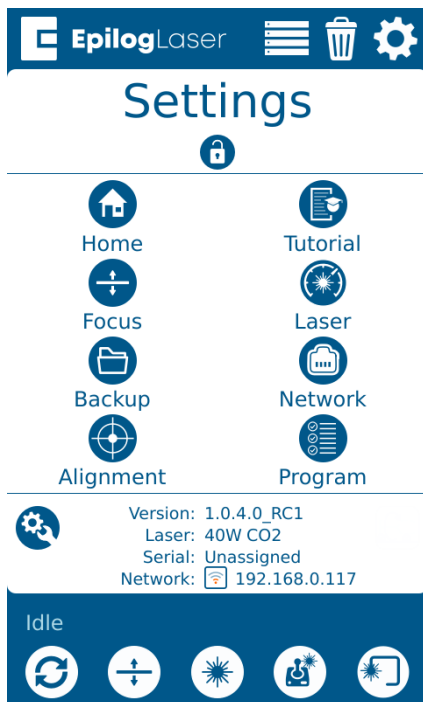 EpilogLaser
Settings
Home
Tutorial
Focus
Laser
Backup
Network
Alignment
Program
Version: 1.0.4.0_RC1
Laser: 40W CO2
Serial: Unassigned
Network: 192.168.0.117
Idle